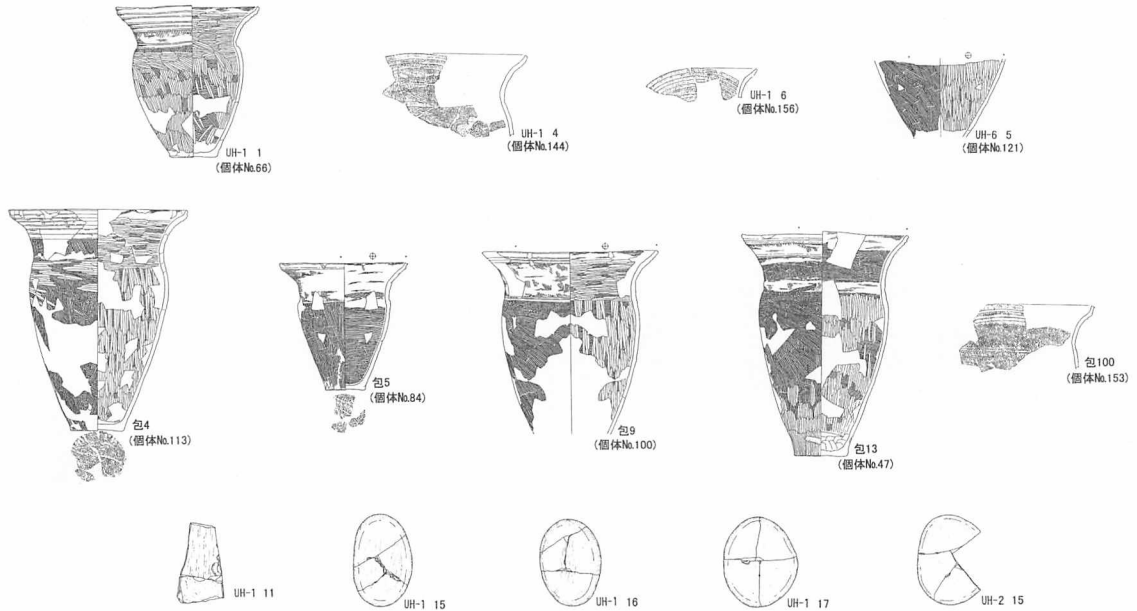 UH-1 1
(個体No.66)
UH-1 4
(個体No.144)
UH-1 6
(個体No.156)
UH-6 5
(個体No.121)
包4
(個体No.113)
包5
(個体No.84)
包9
(個体No.100)
包13
(個体No.47)
包100
(個体No.153)
UH-1 11
UH-1 15
UH-1 16
UH-1 17
UH-2 15